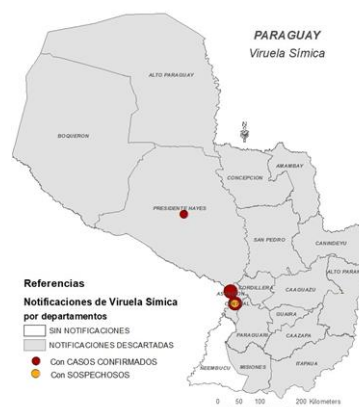 PARAGUAY
Viruela Símica
ALTO PARAGUAY
BOQUERON
AMAMBAY
CONCEPCION
PRESIDENTE HAYES
SAN PEDRO
CANINDEYU
CORDILLERA
ALTO PARANA
CAAGUAZU
GUAIRA
PARAGUARI
CAAZAPA
ÑEEMBUCU
MISIONES
ITAPUA
Referencias
Notificaciones de Viruela Símica
por departamentos
SIN NOTIFICACIONES
NOTIFICACIONES DESCARTADAS
Con CASOS CONFIRMADOS
Con SOSPECHOSOS
0 50 100 200 Kilometers